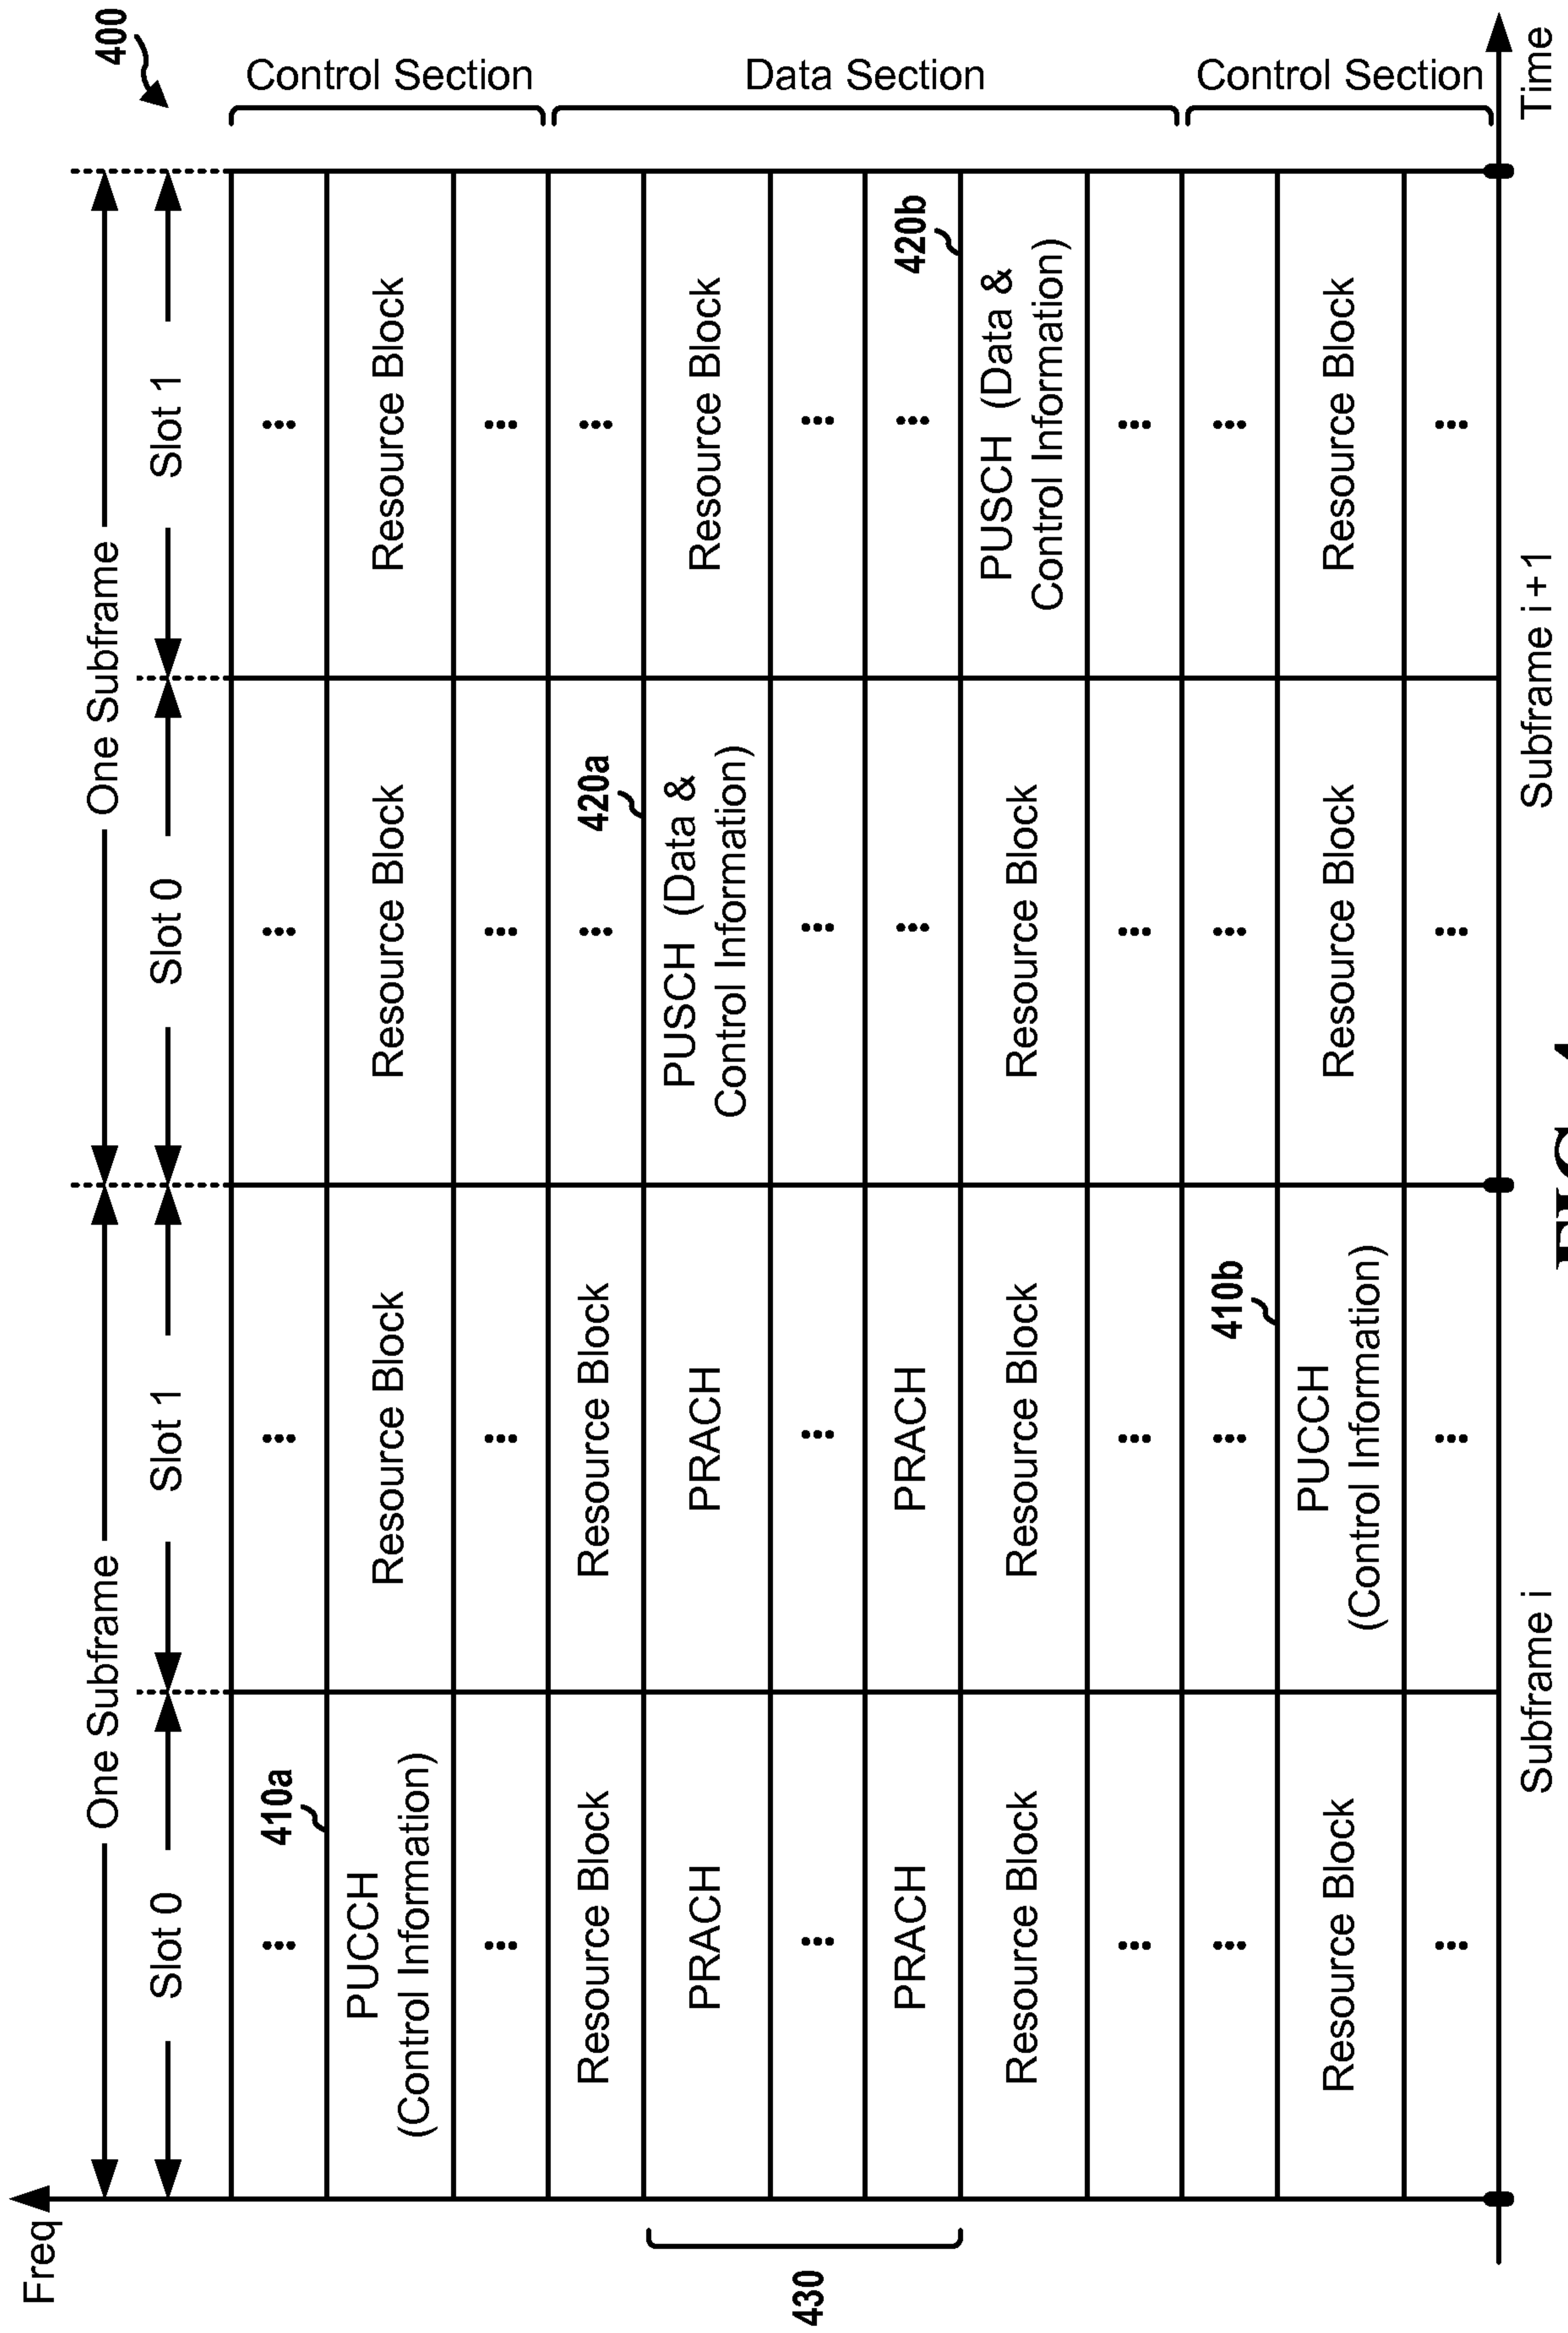 Freq
400
One Subframe One Subframe
Slot 0 Slot 1 Slot 0 Slot 1
410a
... ... ... ...
Control Section
PUCCH
(Control Information)
Resource Block Resource Block Resource Block
... ... ... ...
420a
Resource Block Resource Block ... ...
PRACH PRACH
PUSCH (Data &
Control Information)
Resource Block
430
... ... ... ...
Data Section
420b
PRACH PRACH ... ...
Resource Block Resource Block Resource Block
PUSCH (Data &
Control Information)
... ... ... ...
410b
... ... ... ...
Control Section
Resource Block
PUCCH
(Control Information)
Resource Block Resource Block
... ... ... ...
Subframe i Subframe i + 1 Time